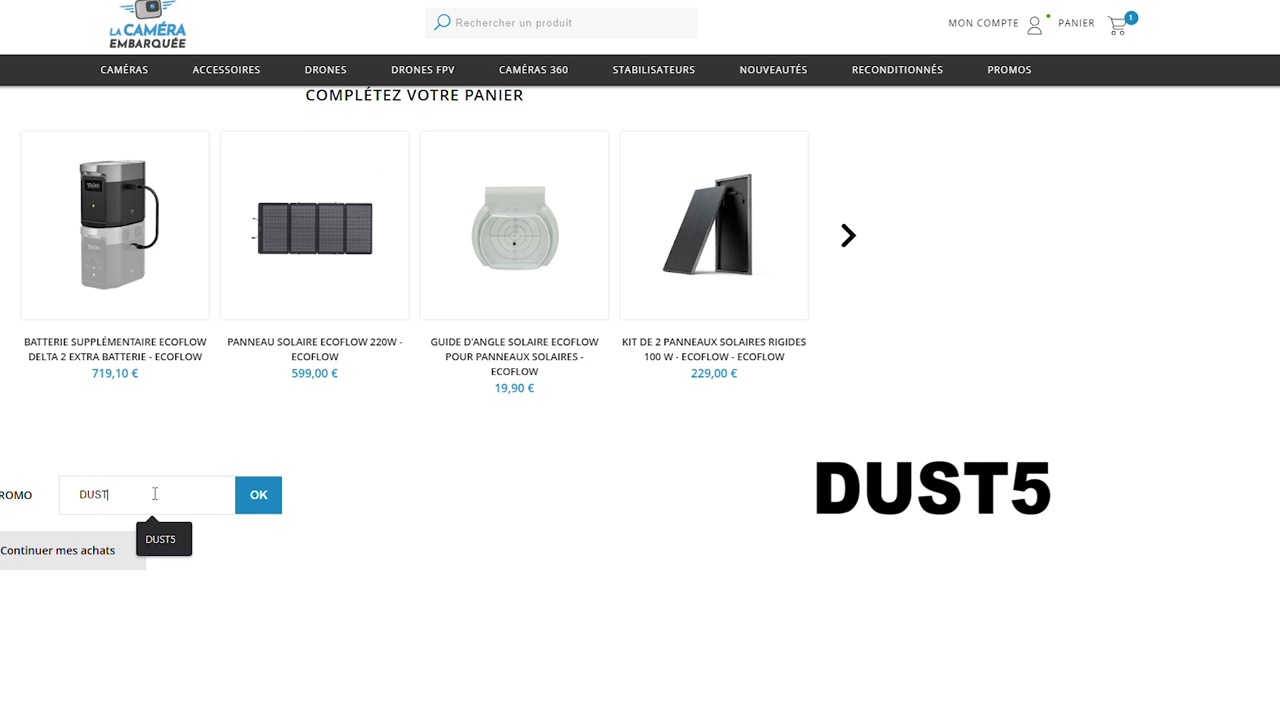 LA CAMÉRA
EMBARQUÉE
Rechercher un produit
MON COMPTE
PANIER
1
CAMÉRAS
ACCESSOIRES
DRONES
DRONES FPV
CAMÉRAS 360
STABILISATEURS
NOUVEAUTÉS
RECONDITIONNÉS
PROMOS
COMPLÉTEZ VOTRE PANIER
BATTERIE SUPPLÉMENTAIRE ECOFLOW
DELTA 2 EXTRA BATTERIE - ECOFLOW
719,10 €
PANNEAU SOLAIRE ECOFLOW 220W -
ECOFLOW
599,00 €
GUIDE D'ANGLE SOLAIRE ECOFLOW
POUR PANNEAUX SOLAIRES -
ECOFLOW
19,90 €
KIT DE 2 PANNEAUX SOLAIRES RIGIDES
100 W - ECOFLOW - ECOFLOW
229,00 €
ROMO
DUST
OK
DUST5
DUST5
Continuer mes achats